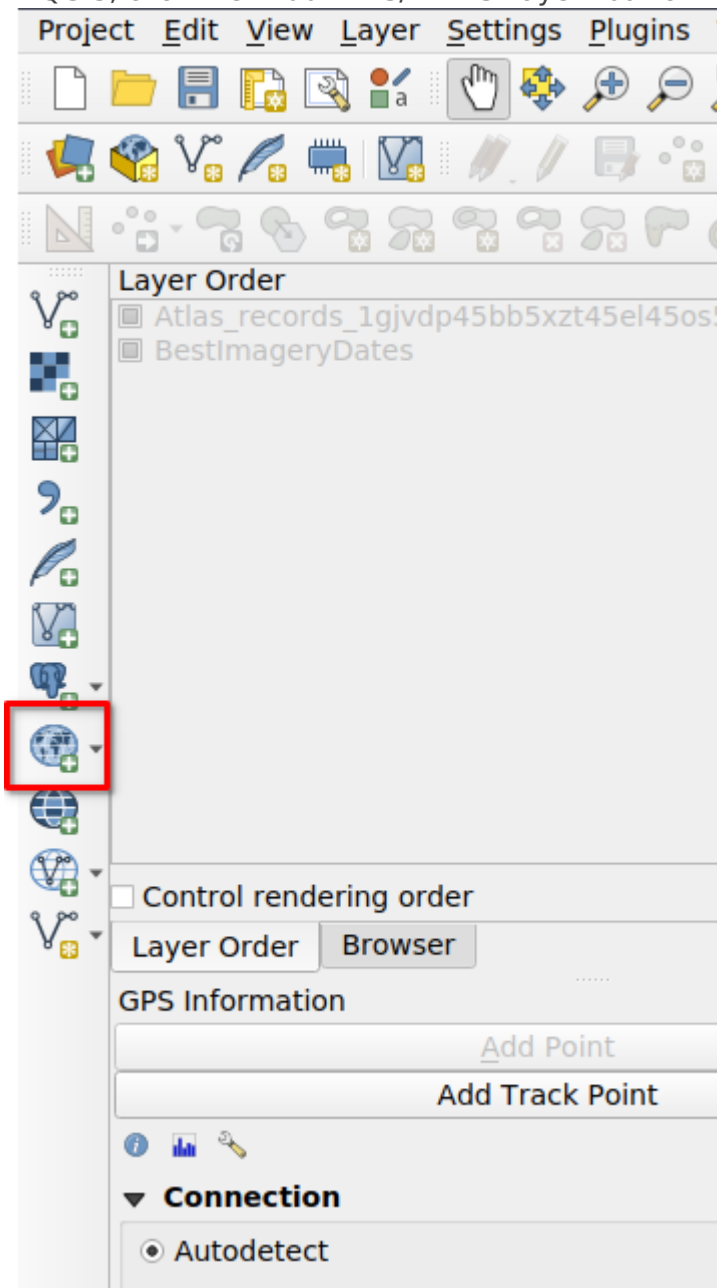 Project Edit View Layer Settings Plugins
a
Layer Order
Atlas_records_1gjvdp45bb5xzt45el45os
BestImageryDates
Control rendering order
Layer Order Browser
GPS Information
Add Point
Add Track Point
Connection
Autodetect